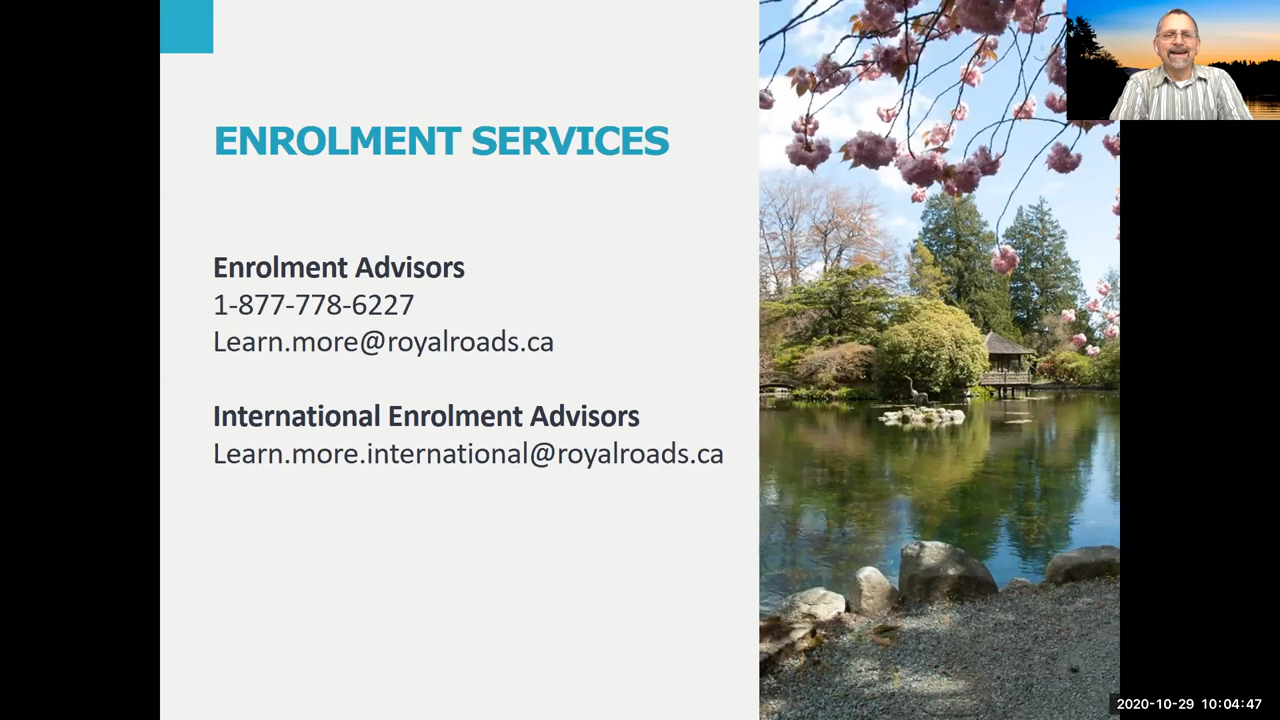 ENROLMENT SERVICES
Enrolment Advisors
1-877-778-6227
Learn.more@royalroads.ca
International Enrolment Advisors
Learn.more.international@royalroads.ca
2020-10-29 10:04:47